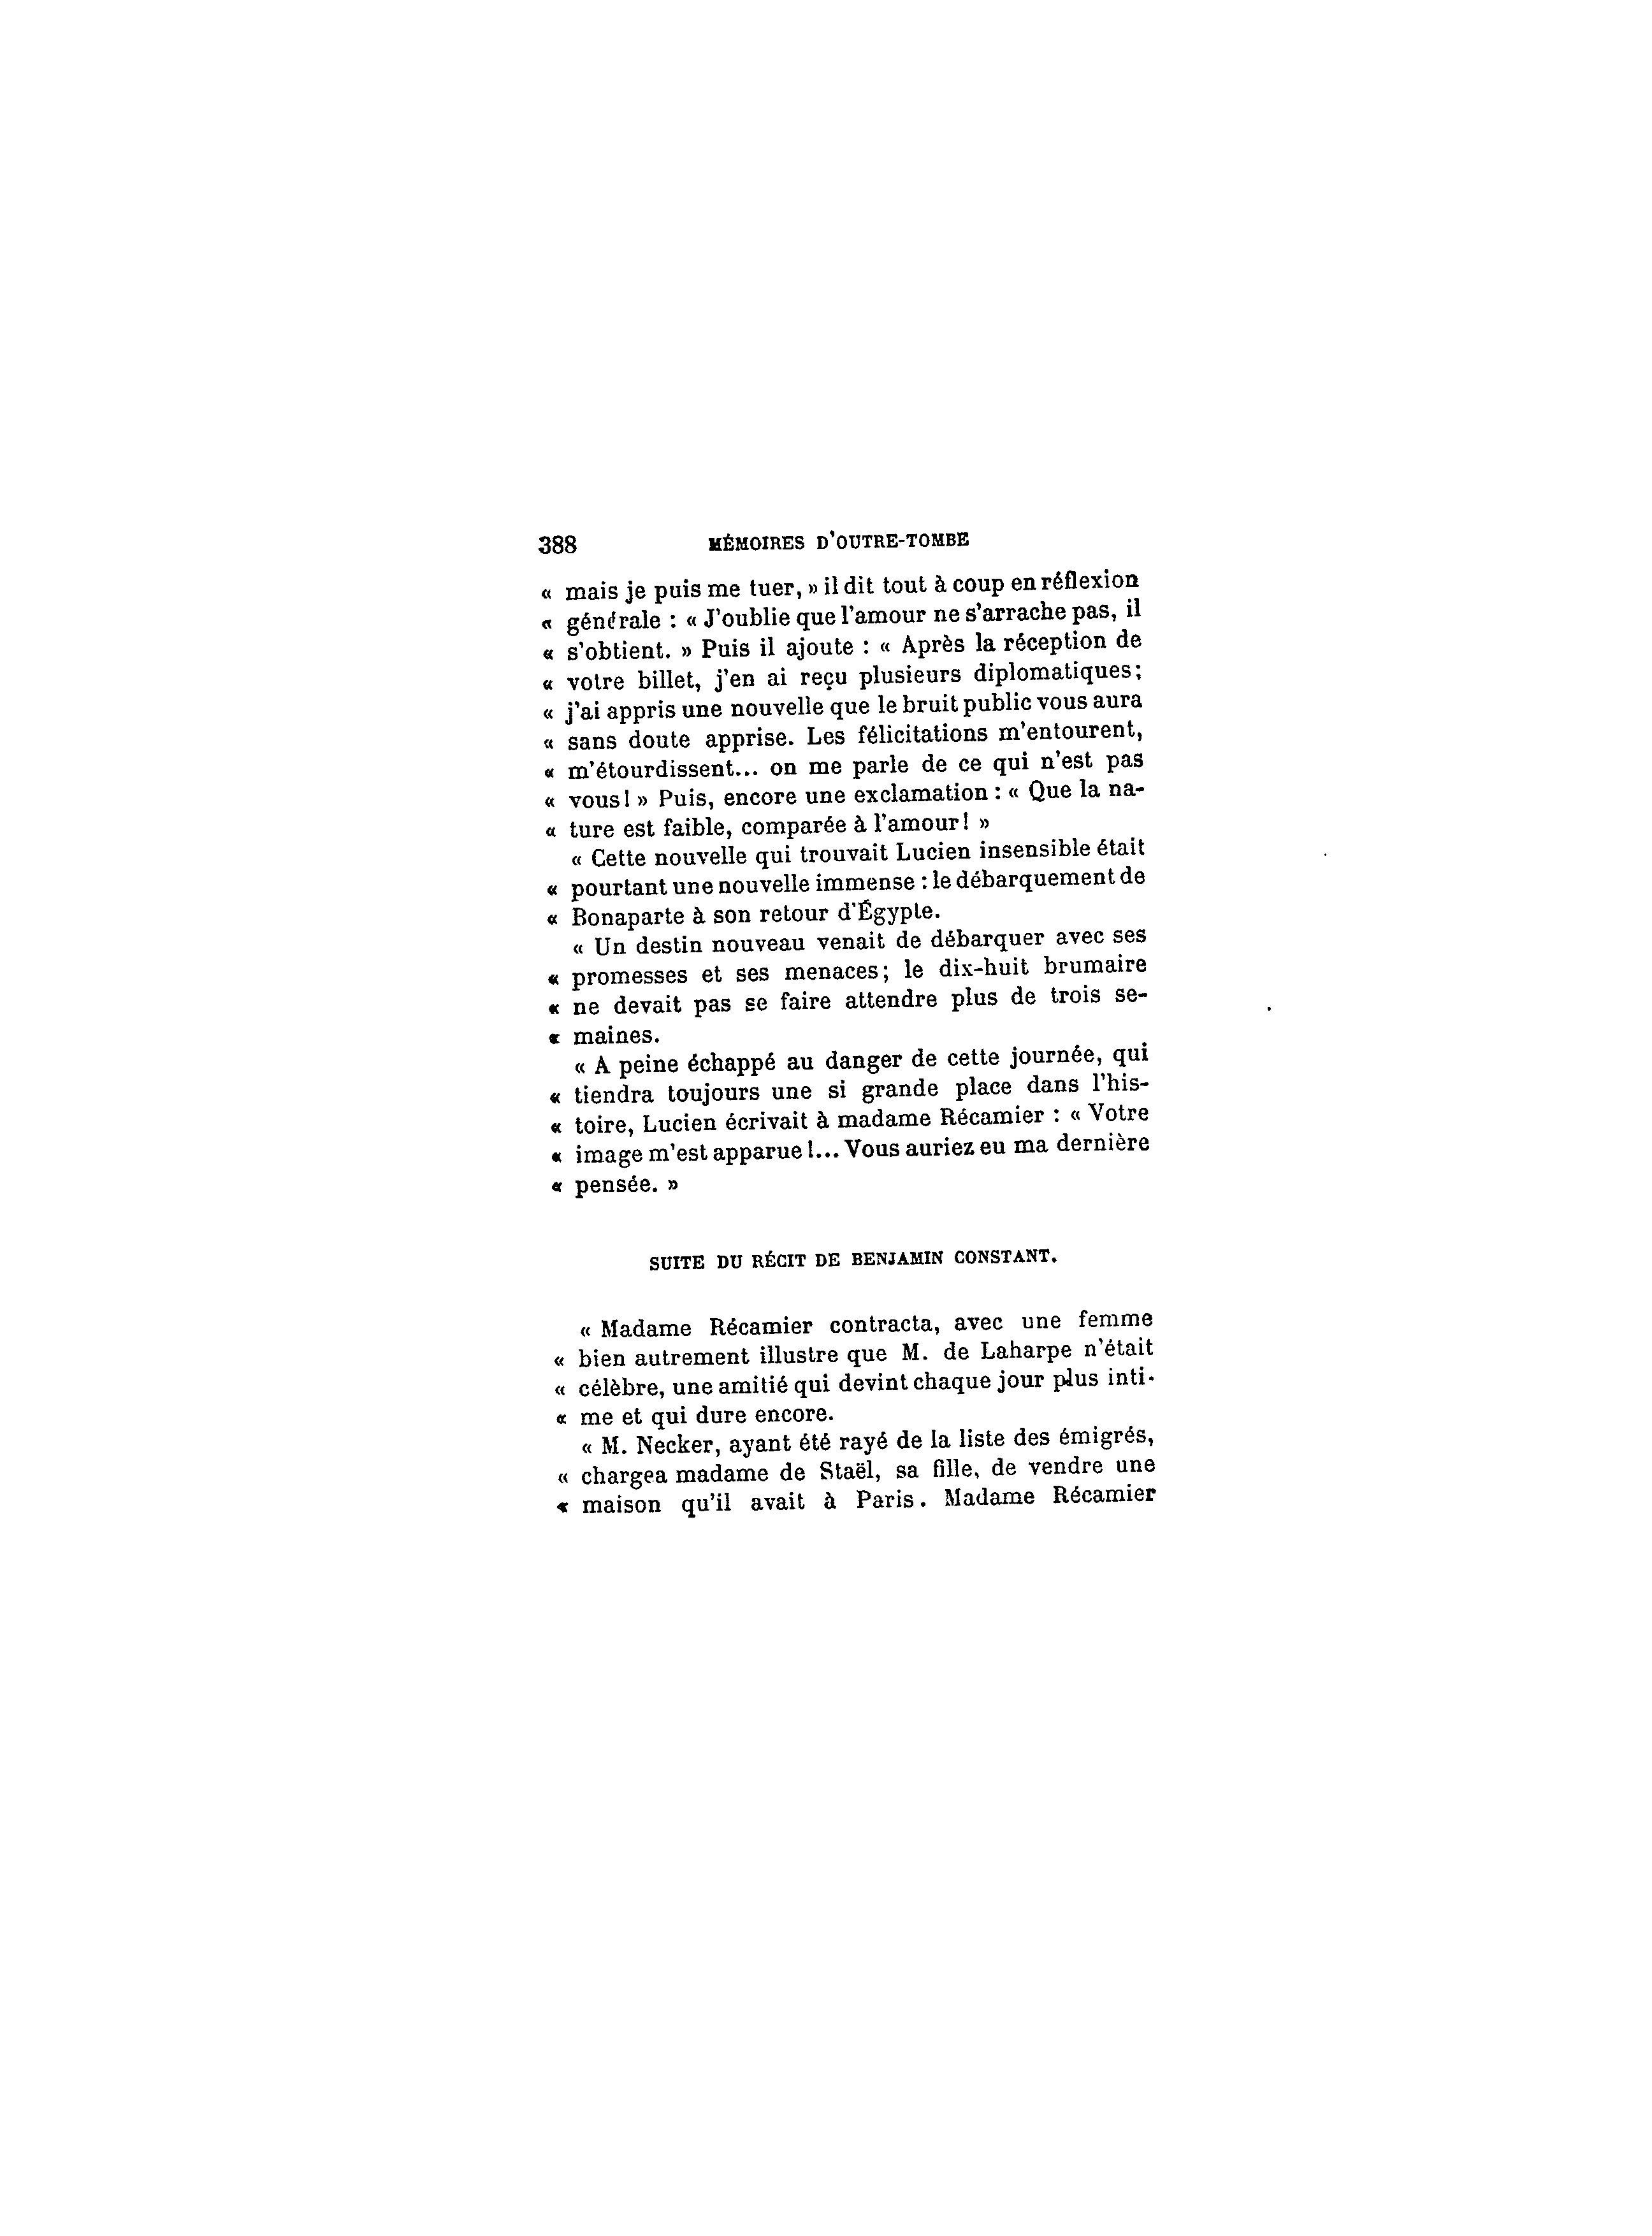 388 MÉMOIRES D'OUTRE-TOMBE
« mais je puis me tuer, » il dit tout à coup en réflexion
« générale : « J'oublie que l'amour ne s'arrache pas, il
« s'obtient. » Puis il ajoute : « Après la réception de
« votre billet, j'en ai reçu plusieurs diplomatiques;
« j'ai appris une nouvelle que le bruit public vous aura
« sans doute apprise. Les félicitations m'entourent,
« m'étourdissent... on me parle de ce qui n'est pas
« vous! » Puis, encore une exclamation : « Que la na-
« ture est faible, comparée à l'amour! »
« Cette nouvelle qui trouvait Lucien insensible était
« pourtant une nouvelle immense : le débarquement de
« Bonaparte à son retour d'Égypte.
« Un destin nouveau venait de débarquer avec ses
« promesses et ses menaces; le dix-huit brumaire
« ne devait pas se faire attendre plus de trois se-
« maines.
« A peine échappé au danger de cette journée, qui
« tiendra toujours une si grande place dans l'his-
« toire, Lucien écrivait à madame Récamier : « Votre
« image m'est apparue!... Vous auriez eu ma dernière
« pensée. »
SUITE DU RÉCIT DE BENJAMIN CONSTANT.
« Madame Récamier contracta, avec une femme
« bien autrement illustre que M. de Laharpe n'était
« célèbre, une amitié qui devint chaque jour plus inti-
« me et qui dure encore.
« M. Necker, ayant été rayé de la liste des émigrés,
« chargea madame de Staël, sa fille, de vendre une
« maison qu'il avait à Paris. Madame Récamier